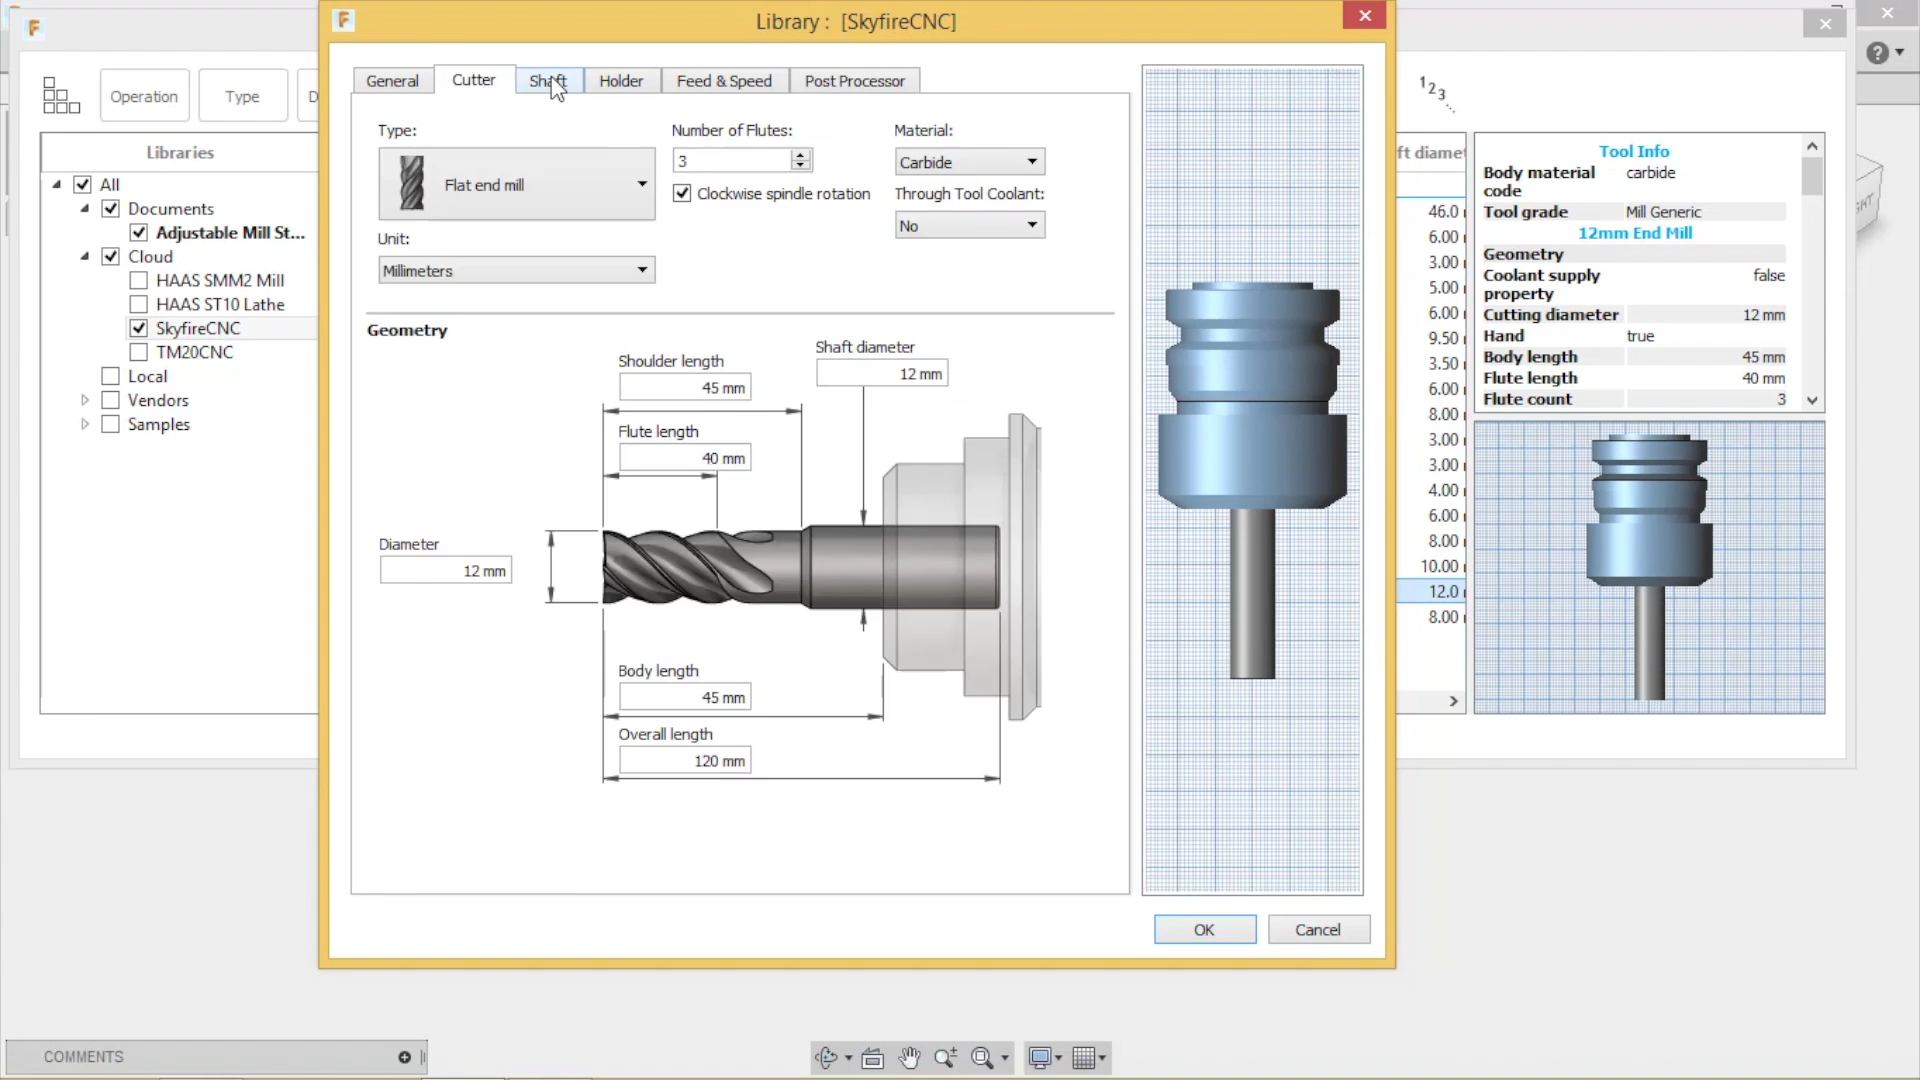 Library :  [SkyfireCNC]
General
Cutter
Shaft
Holder
Feed & Speed
Post Processor
Type:
Flat end mill
Unit:
Millimeters
Number of Flutes:
3
Clockwise spindle rotation
Material:
Carbide
Through Tool Coolant:
No
Geometry
Shoulder length
45 mm
Shaft diameter
12 mm
Flute length
40 mm
Diameter
12 mm
Body length
45 mm
Overall length
120 mm
OK
Cancel
Operation
Type
D
Libraries
All
Documents
Adjustable Mill St...
Cloud
HAAS SMM2 Mill
HAAS ST10 Lathe
SkyfireCNC
TM20CNC
Local
Vendors
Samples
123
ft diamet
46.0
6.00
3.00
5.00
6.00
9.50
3.50
6.00
8.00
3.00
3.00
4.00
6.00
8.00
10.00
12.0
8.00
Tool Info
Body material code carbide
Tool grade Mill Generic
12mm End Mill
Geometry
Coolant supply property false
Cutting diameter 12 mm
Hand true
Body length 45 mm
Flute length 40 mm
Flute count 3
COMMENTS